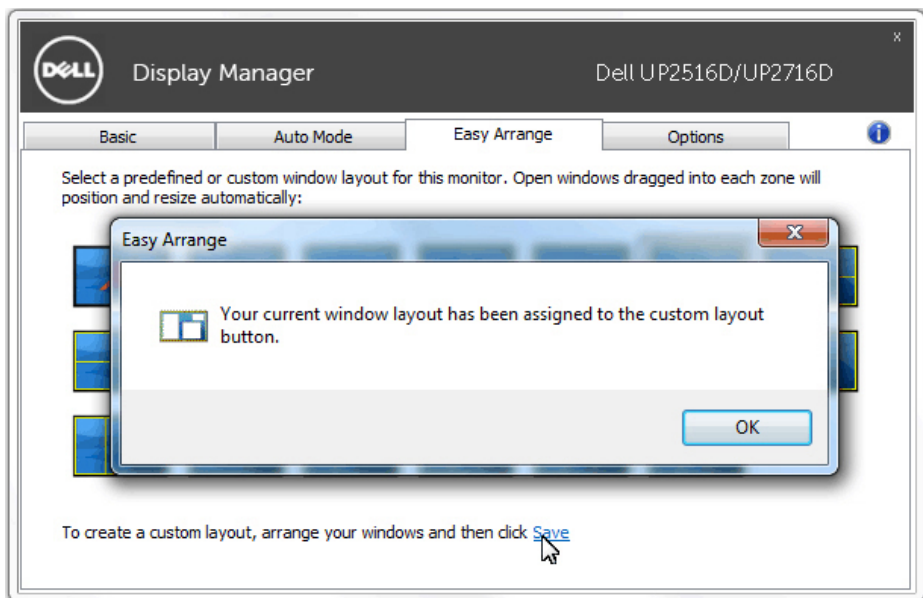 DELL
Display Manager
Dell UP2516D/UP2716D
x
Basic
Auto Mode
Easy Arrange
Options
i
Select a predefined or custom window layout for this monitor. Open windows dragged into each zone will
position and resize automatically:
Easy Arrange
Your current window layout has been assigned to the custom layout
button.
OK
To create a custom layout, arrange your windows and then click Save